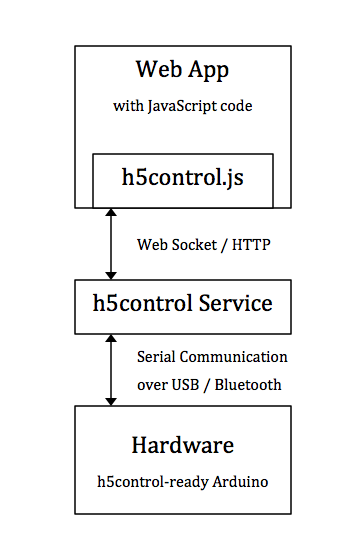 Web App
with JavaScript code
h5control.js
Web Socket / HTTP
h5control Service
Serial Communication
over USB / Bluetooth
Hardware
h5control-ready Arduino